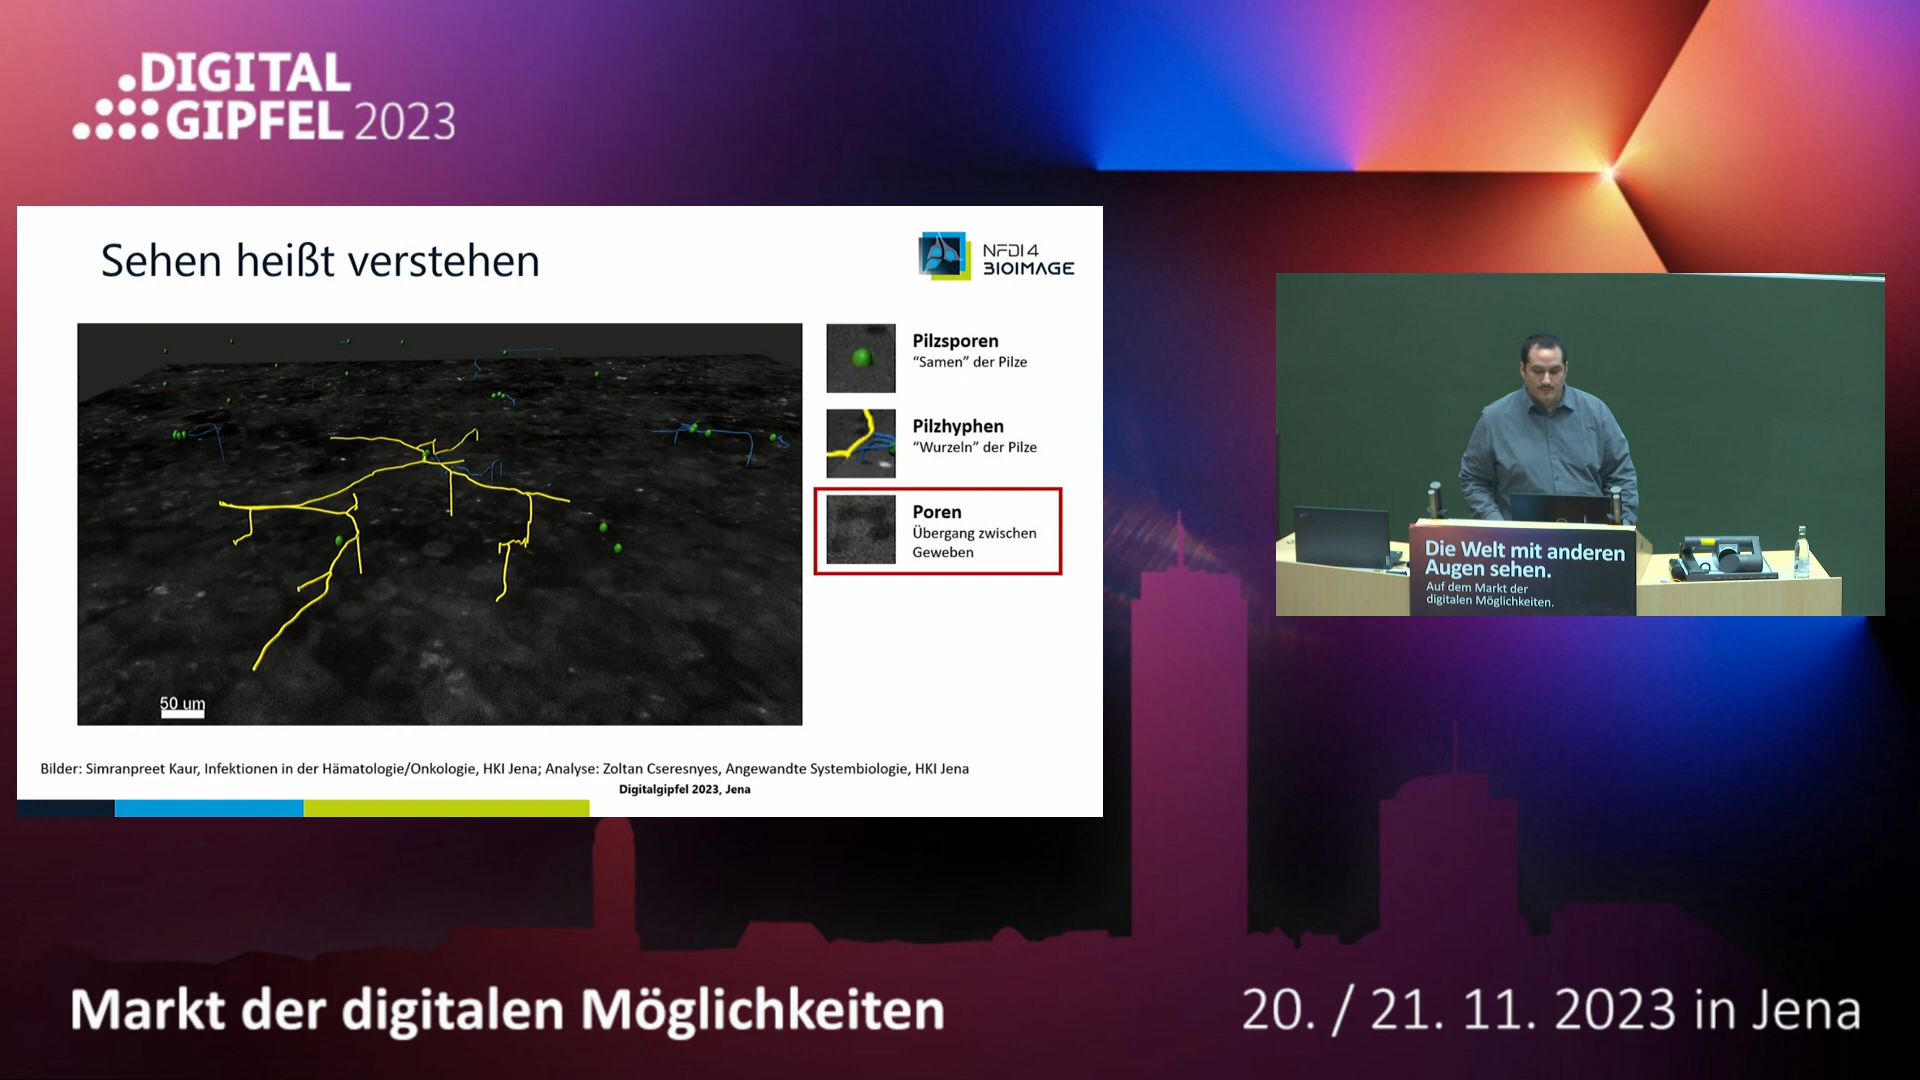 DIGITAL
GIPFEL 2023
Sehen heißt verstehen
NFDI4
BIOIMAGE
Pilzsporen
“Samen” der Pilze
Pilzhyphen
“Wurzeln” der Pilze
Poren
Übergang zwischen
Geweben
50 um
Bilder: Simranpreet Kaur, Infektionen in der Hämatologie/Onkologie, HKI Jena; Analyse: Zoltan Cseresnyes, Angewandte Systembiologie, HKI Jena
Digitalgipfel 2023, Jena
Die Welt mit anderen
Augen sehen.
Auf dem Markt der
digitalen Möglichkeiten.
Markt der digitalen Möglichkeiten
20. / 21. 11. 2023 in Jena